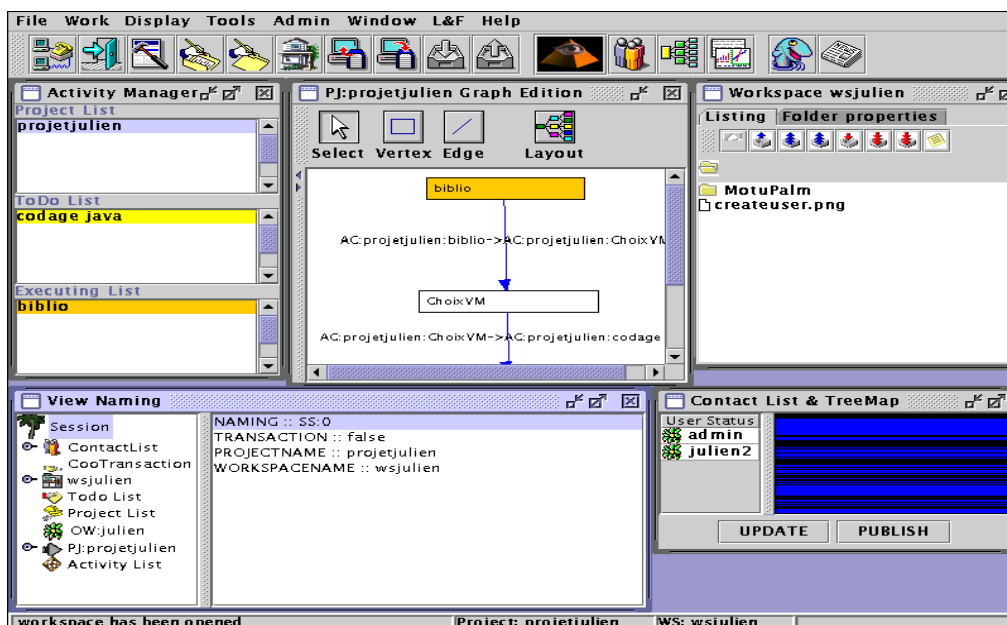 File Work Display Tools Admin Window L&F Help
Activity Manager
Project List
projetjulien
ToDo List
codage java
Executing List
biblio
PJ:projetjulien Graph Edition
Select Vertex Edge Layout
biblio
AC:projetjulien:biblio->AC:projetjulien:ChoixVM
ChoixVM
AC:projetjulien:ChoixVM->AC:projetjulien:codage
Workspace wsjulien
Listing Folder properties
MotuPalm
createuser.png
View Naming
Session
ContactList
CooTransaction
wsjulien
Todo List
Project List
OW:julien
PJ:projetjulien
Activity List
NAMING :: SS:0
TRANSACTION :: false
PROJECTNAME :: projetjulien
WORKSPACENAME :: wsjulien
Contact List & TreeMap
User Status
admin
julien2
UPDATE PUBLISH
workspace has been opened Project: projetjulien WS: wsjulien